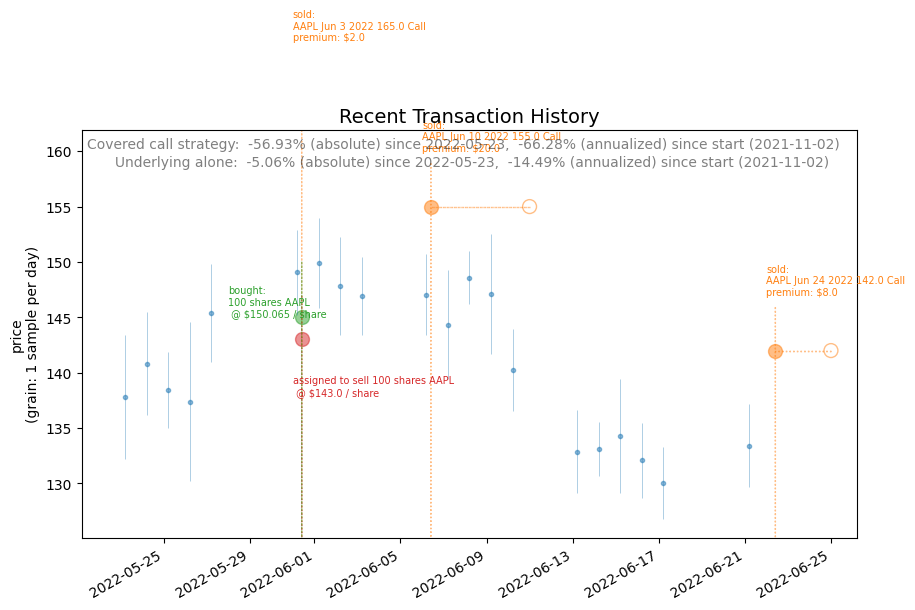 sold:
AAPL Jun 3 2022 165.0 Call
premium: $2.0
Recent Transaction History
sold:
AAPL Jun 10 2022 155.0 Call
premium: $20.0
Covered call strategy:  -56.93% (absolute) since 2022-05-23,  -66.28% (annualized) since start (2021-11-02)
Underlying alone:  -5.06% (absolute) since 2022-05-23,  -14.49% (annualized) since start (2021-11-02)
160
155
150
145
140
135
130
price
(grain: 1 sample per day)
bought:
100 shares AAPL
@ $150.065 / share
assigned to sell 100 shares AAPL
@ $143.0 / share
sold:
AAPL Jun 24 2022 142.0 Call
premium: $8.0
2022-05-25
2022-05-29
2022-06-01
2022-06-05
2022-06-09
2022-06-13
2022-06-17
2022-06-21
2022-06-25